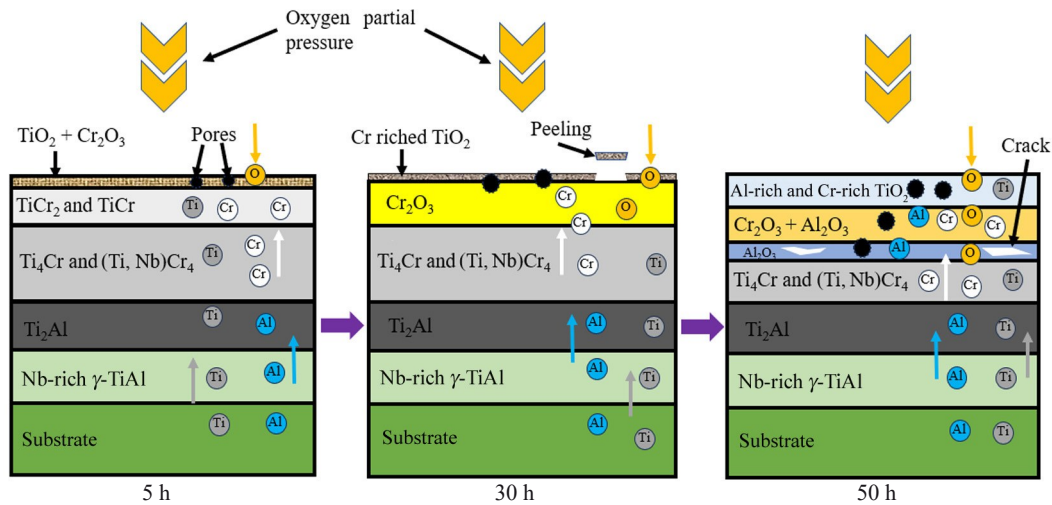 Oxygen partial
pressure
TiO₂ + Cr₂O₃
Pores
O
TiCr₂ and TiCr
Ti
Cr
Cr
Ti₄Cr and (Ti, Nb)Cr₄
Ti
Cr
Cr
Ti₂Al
Ti
Al
Nb-rich γ-TiAl
Ti
Al
Substrate
Ti
Al
5 h
Cr riched TiO₂
Peeling
O
Cr₂O₃
Cr
O
Cr
Cr
Ti₄Cr and (Ti, Nb)Cr₄
Cr
Ti
Ti₂Al
Al
Ti
Nb-rich γ-TiAl
Al
Ti
Substrate
Al
Ti
30 h
Crack
O
Al-rich and Cr-rich TiO₂
Ti
Cr₂O₃ + Al₂O₃
Al
Cr
O
Cr
Al₂O₃
Al
O
Ti₄Cr and (Ti, Nb)Cr₄
Cr
Cr
Ti
Ti₂Al
Al
Ti
Nb-rich γ-TiAl
Al
Ti
Substrate
Al
Ti
50 h